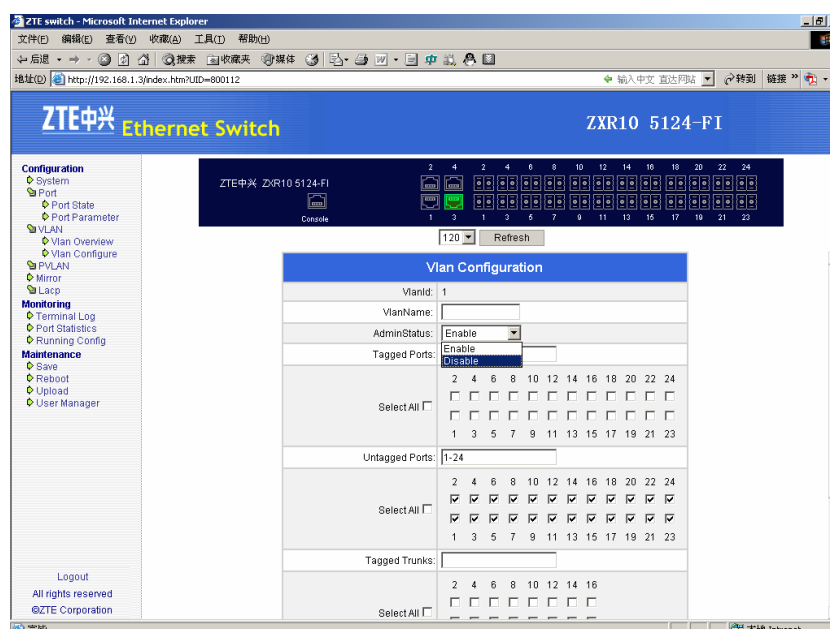 ZTE switch - Microsoft Internet Explorer
文件(F) 编辑(E) 查看(V) 收藏(A) 工具(T) 帮助(H)
后退 搜索 收藏夹 媒体
地址(D) http://192.168.1.3/index.htm?UID=800112 输入中文 直达网站 转到 链接 »
ZTE中兴 Ethernet Switch ZXR10 5124-FI
Configuration
System
Port
Port State
Port Parameter
VLAN
Vlan Overview
Vlan Configure
PVLAN
Mirror
Lacp
Monitoring
Terminal Log
Port Statistics
Running Config
Maintenance
Save
Reboot
Upload
User Manager
Logout
All rights reserved
©ZTE Corporation
2 4 2 4 6 8 10 12 14 16 18 20 22 24
ZTE中兴 ZXR10 5124-FI
Console 1 3 1 3 5 7 9 11 13 15 17 19 21 23
120 Refresh
Vlan Configuration
VlanId: 1
VlanName:
AdminStatus: Enable
Enable
Disable
Tagged Ports:
2 4 6 8 10 12 14 16 18 20 22 24
Select All
1 3 5 7 9 11 13 15 17 19 21 23
Untagged Ports: 1-24
2 4 6 8 10 12 14 16 18 20 22 24
Select All
1 3 5 7 9 11 13 15 17 19 21 23
Tagged Trunks:
2 4 6 8 10 12 14 16
Select All